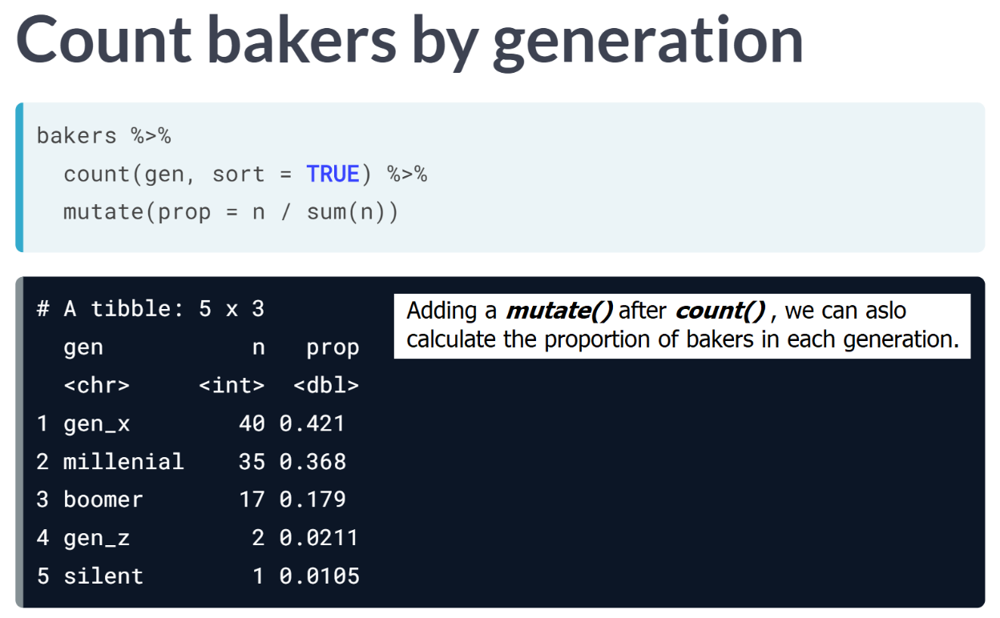 Count bakers by generation
bakers %>%
  count(gen, sort = TRUE) %>%
  mutate(prop = n / sum(n))
# A tibble: 5 x 3
  gen           n   prop
  <chr>     <int>  <dbl>
1 gen_x        40 0.421
2 millenial    35 0.368
3 boomer       17 0.179
4 gen_z         2 0.0211
5 silent        1 0.0105
Adding a mutate() after count() , we can aslo
calculate the proportion of bakers in each generation.